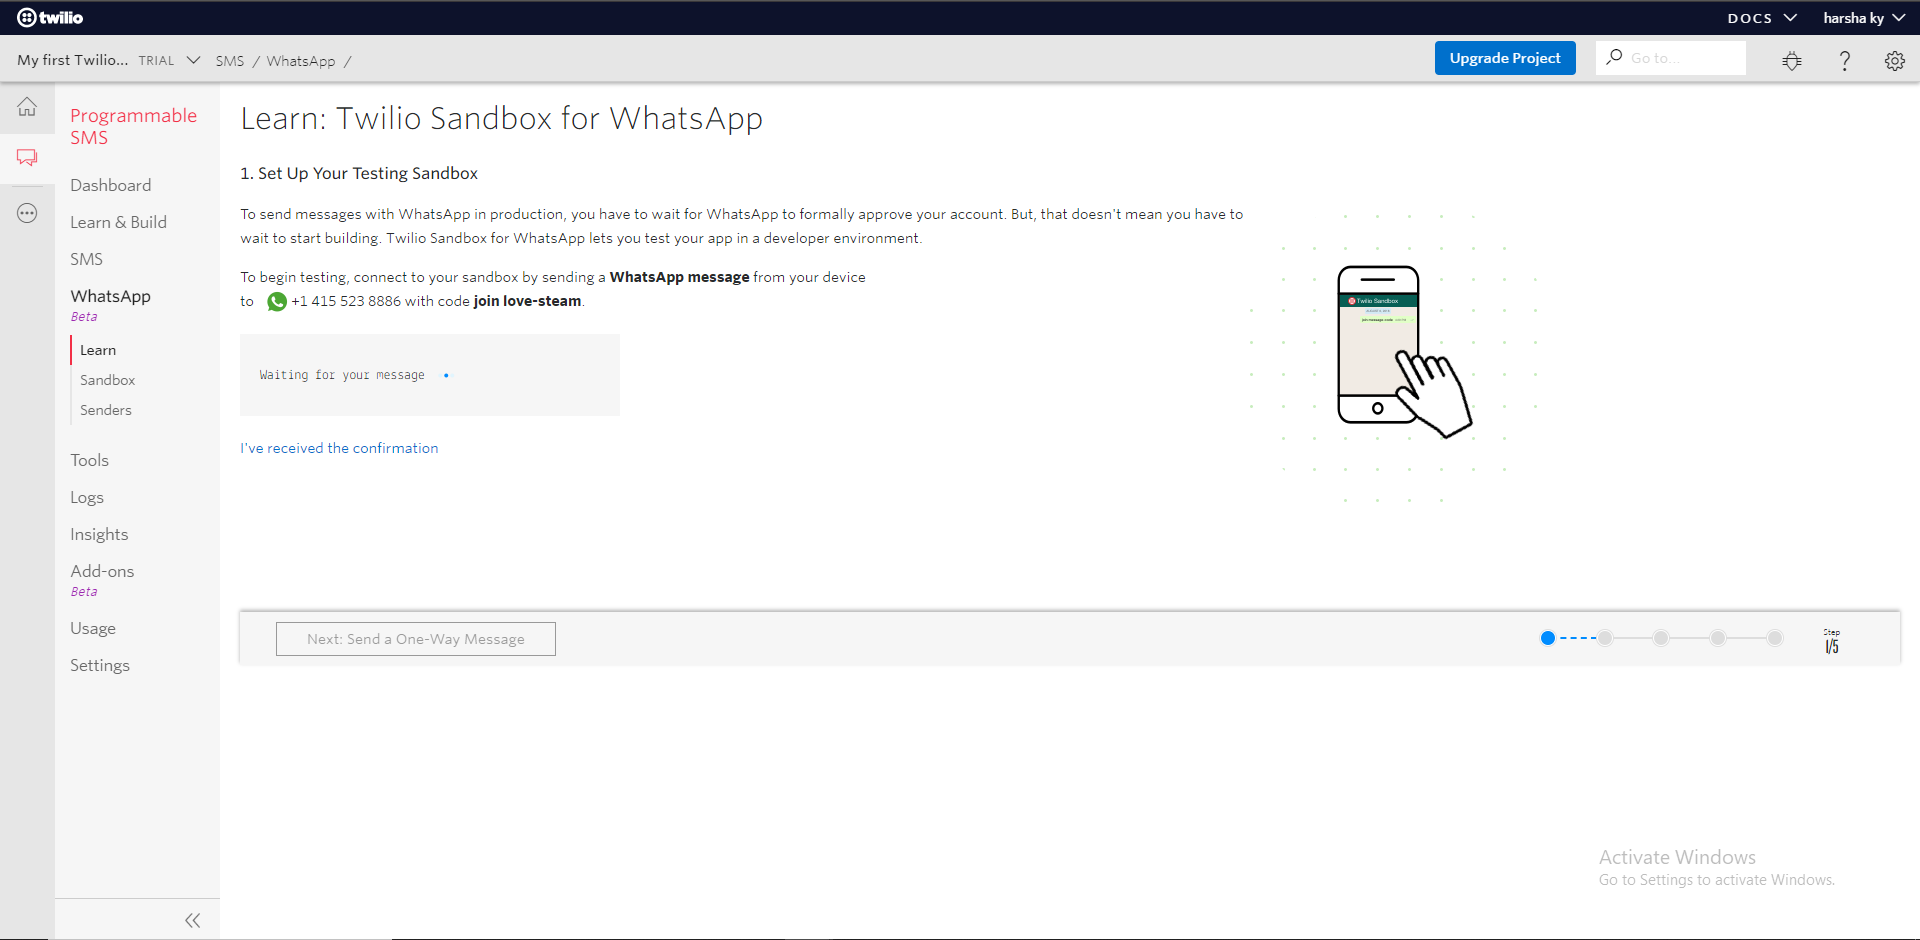 twilio
DOCS
harsha ky
My first Twilio... TRIAL
SMS / WhatsApp /
Upgrade Project
Go to...
?
Programmable
SMS
Dashboard
Learn & Build
SMS
WhatsApp
Beta
Learn
Sandbox
Senders
Tools
Logs
Insights
Add-ons
Beta
Usage
Settings
Learn: Twilio Sandbox for WhatsApp
1. Set Up Your Testing Sandbox
To send messages with WhatsApp in production, you have to wait for WhatsApp to formally approve your account. But, that doesn't mean you have to
wait to start building. Twilio Sandbox for WhatsApp lets you test your app in a developer environment.
To begin testing, connect to your sandbox by sending a WhatsApp message from your device
to +1 415 523 8886 with code join love-steam.
Waiting for your message
I've received the confirmation
Twilio Sandbox
Next: Send a One-Way Message
Step
1/5
Activate Windows
Go to Settings to activate Windows.